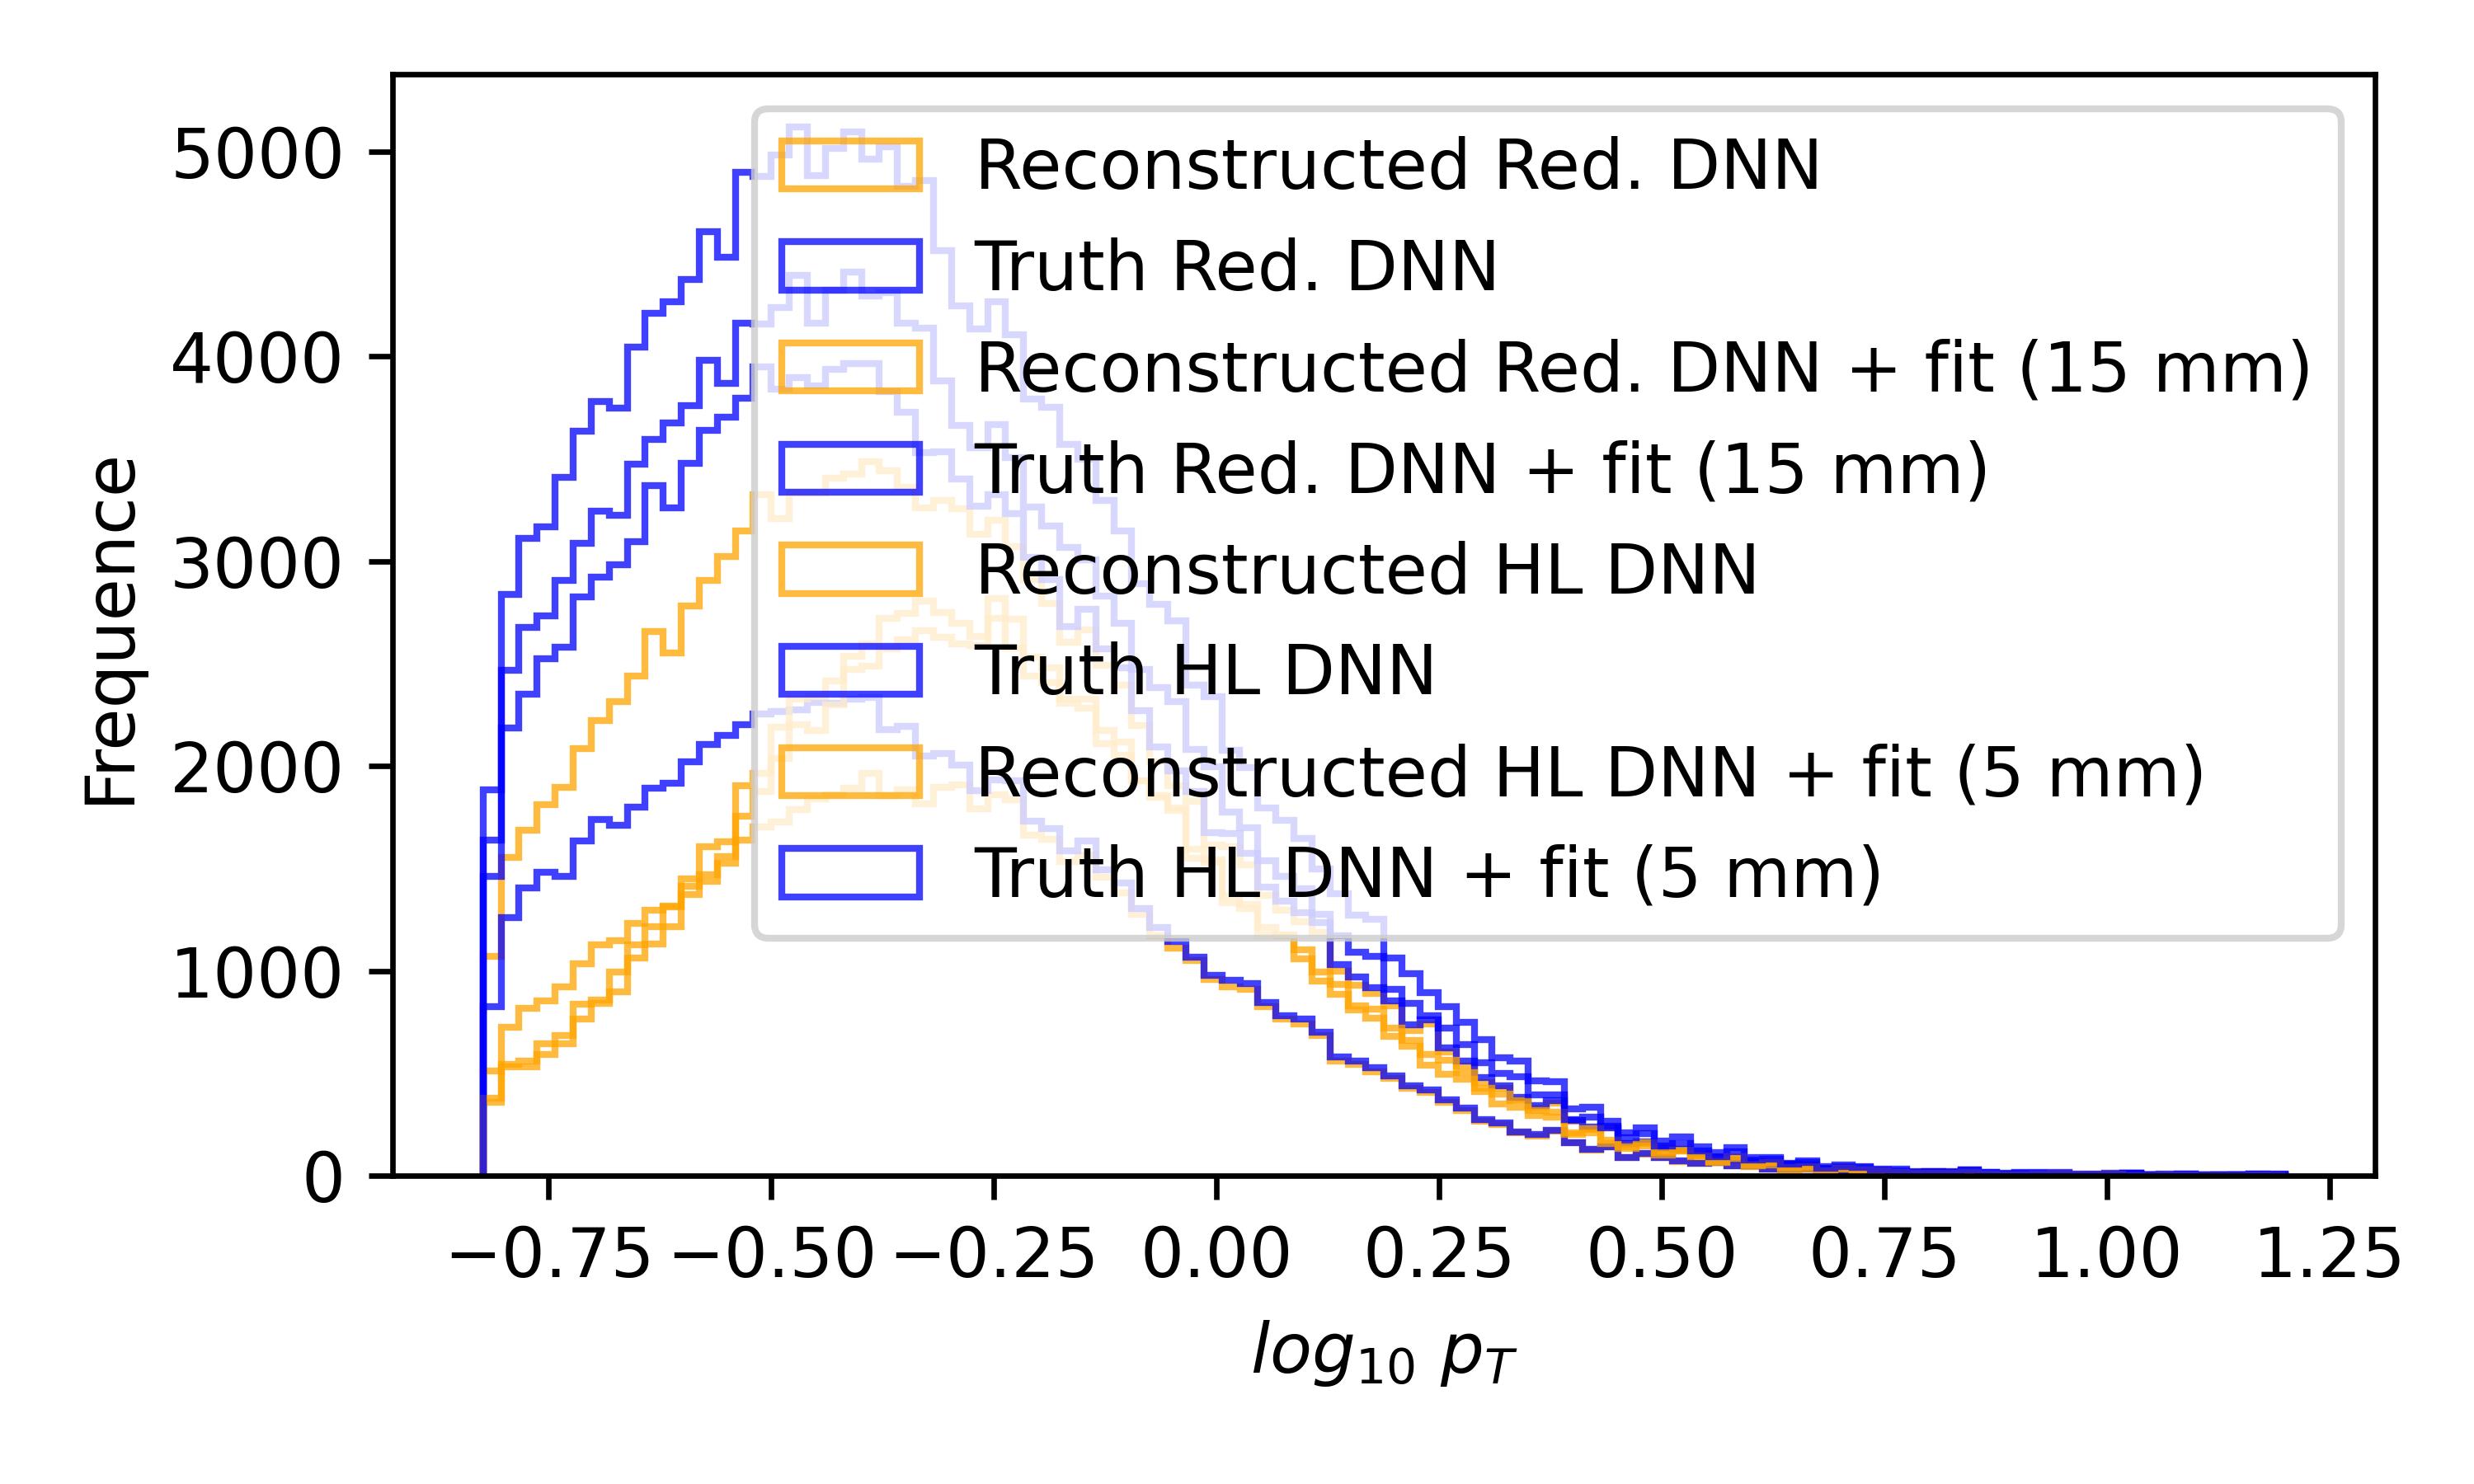 5000
4000
3000
2000
1000
0
Frequence
Reconstructed Red. DNN
Truth Red. DNN
Reconstructed Red. DNN + fit (15 mm)
Truth Red. DNN + fit (15 mm)
Reconstructed HL DNN
Truth HL DNN
Reconstructed HL DNN + fit (5 mm)
Truth HL DNN + fit (5 mm)
−0.75 −0.50 −0.25 0.00 0.25 0.50 0.75 1.00 1.25
log₁₀ p_T